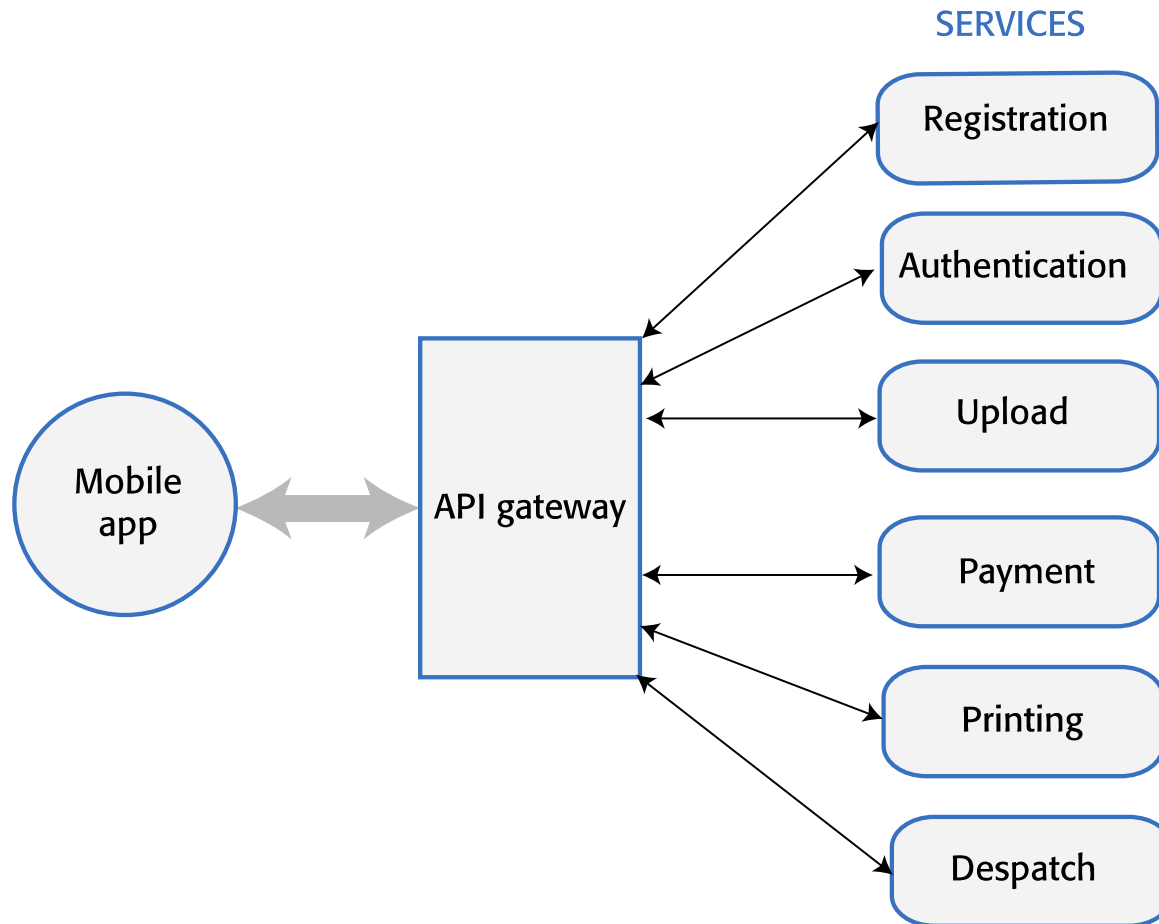 SERVICES
Registration
Authentication
Upload
Mobile
app
API gateway
Payment
Printing
Despatch